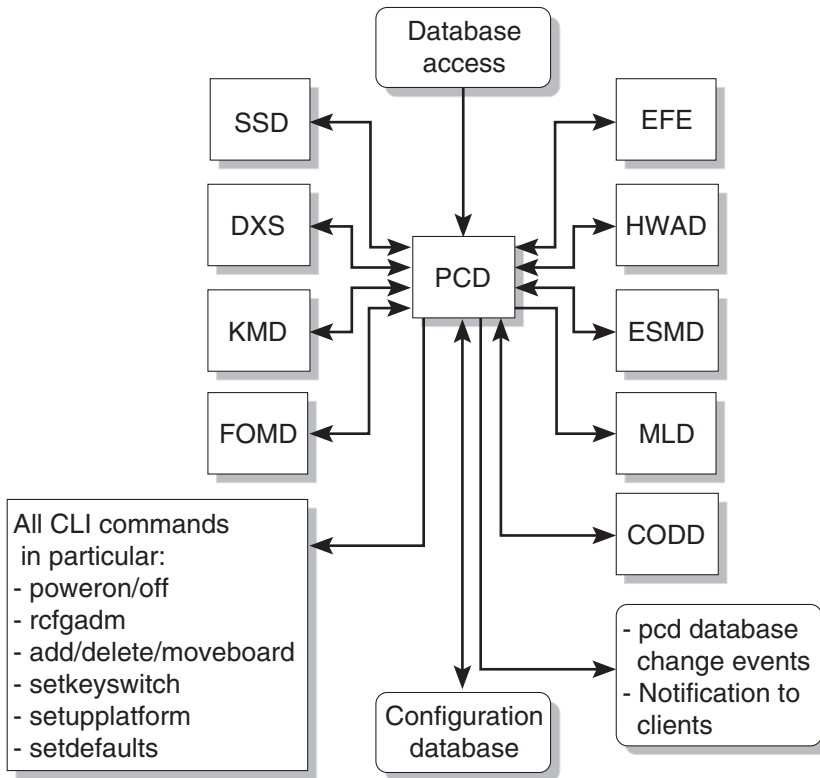 Database
access
SSD
EFE
DXS
HWAD
PCD
KMD
ESMD
FOMD
MLD
CODD
All CLI commands
in particular:
- poweron/off
- rcfgadm
- add/delete/moveboard
- setkeyswitch
- setupplatform
- setdefaults
Configuration
database
- pcd database
change events
- Notification to
clients